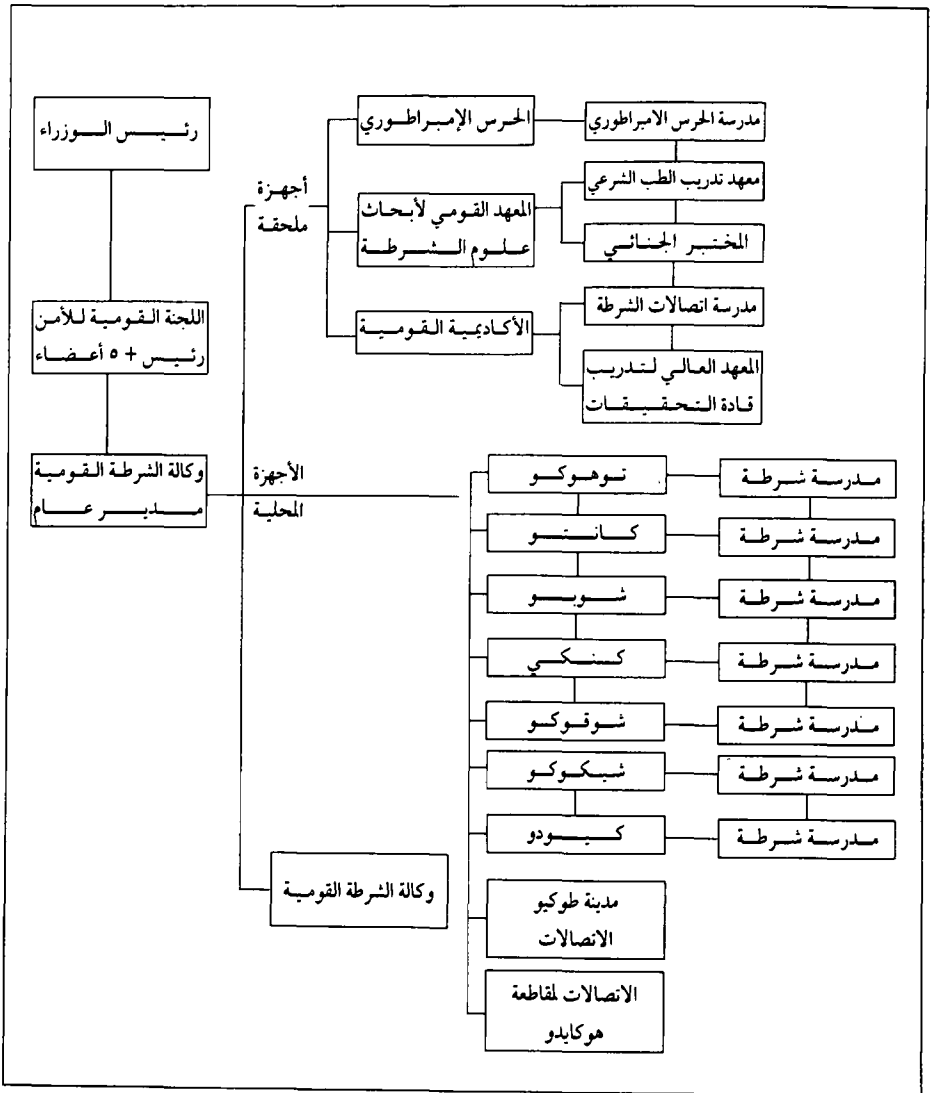 رئيس الوزراء
اللجنة القومية للأمن
رئيس + ٥ أعضاء
وكالة الشرطة القومية
مدير عام
أجهزة
ملحقة
الحرس الإمبراطوري
مدرسة الحرس الامبراطوري
المعهد القومي لأبحاث
علوم الشرطة
معهد تدريب الطب الشرعي
المختبر الجنائي
الأكاديمية القومية
مدرسة اتصالات الشرطة
المعهد العالي لتدريب
قادة التحقيقات
الأجهزة
المحلية
توهوكو
مدرسة شرطة
كانتو
مدرسة شرطة
شوبو
مدرسة شرطة
كنكي
مدرسة شرطة
شوقوكو
مدرسة شرطة
شيكوكو
مدرسة شرطة
كيودو
مدرسة شرطة
مدينة طوكيو
الاتصالات
الاتصالات لمقاطعة
هوكايدو
وكالة الشرطة القومية